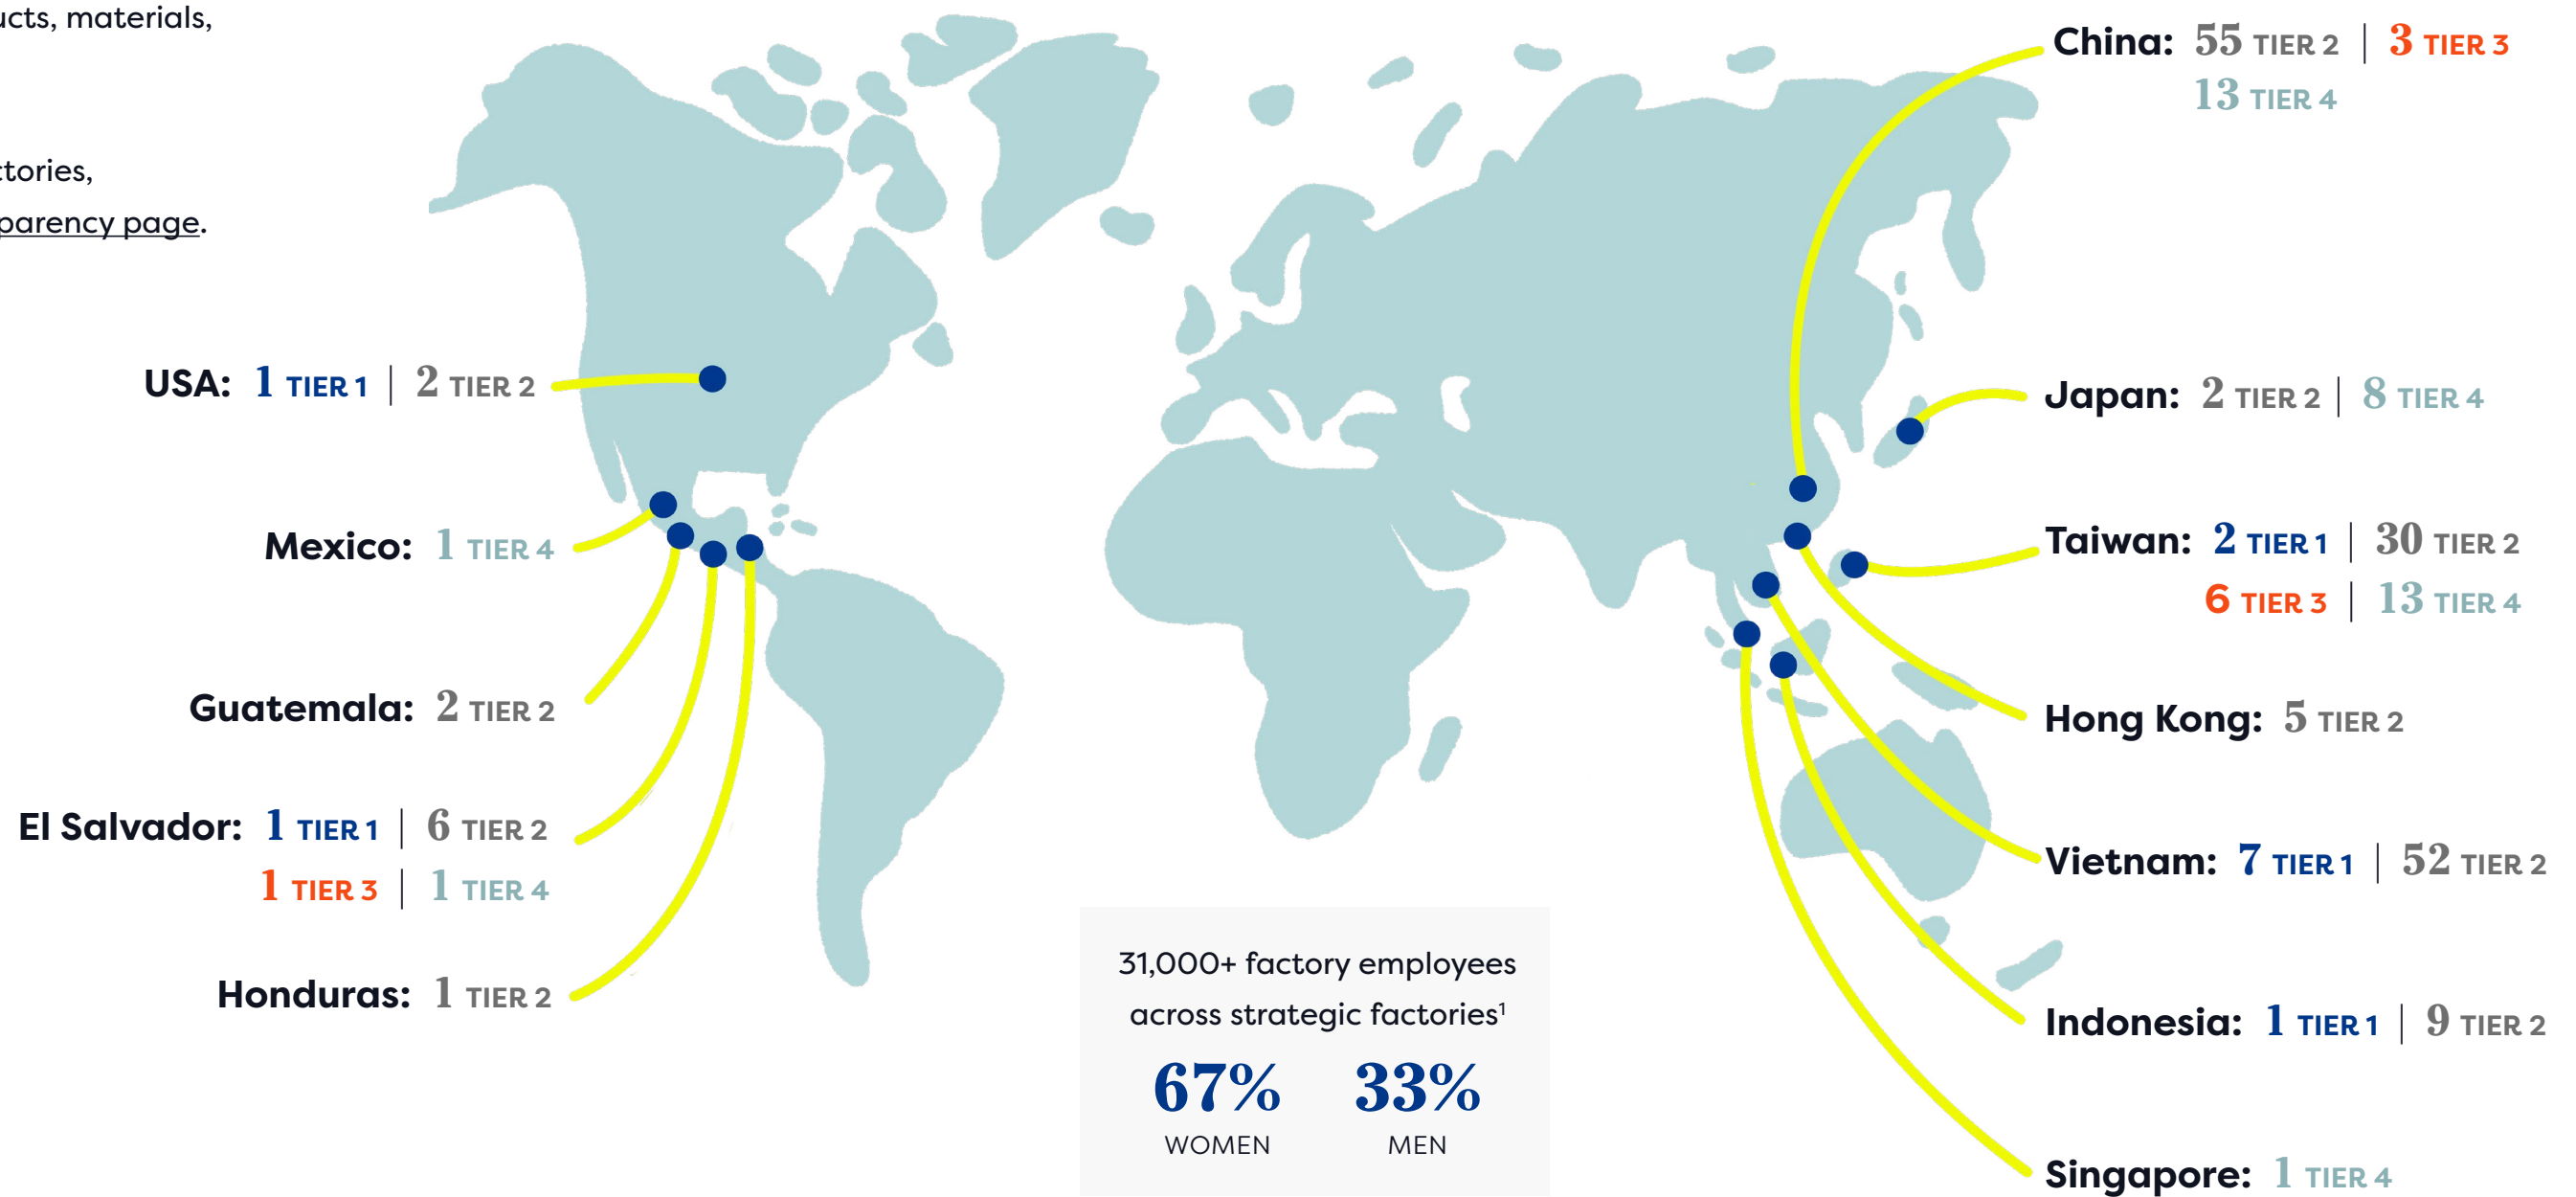 materials,
parency page.
USA: 1 TIER 1 | 2 TIER 2
Mexico: 1 TIER 4
Guatemala: 2 TIER 2
El Salvador: 1 TIER 1 | 6 TIER 2
1 TIER 3 | 1 TIER 4
Honduras: 1 TIER 2
31,000+ factory employees
across strategic factories¹
67% 33%
WOMEN MEN
China: 55 TIER 2 | 3 TIER 3
13 TIER 4
Japan: 2 TIER 2 | 8 TIER 4
Taiwan: 2 TIER 1 | 30 TIER 2
6 TIER 3 | 13 TIER 4
Hong Kong: 5 TIER 2
Vietnam: 7 TIER 1 | 52 TIER 2
Indonesia: 1 TIER 1 | 9 TIER 2
Singapore: 1 TIER 4